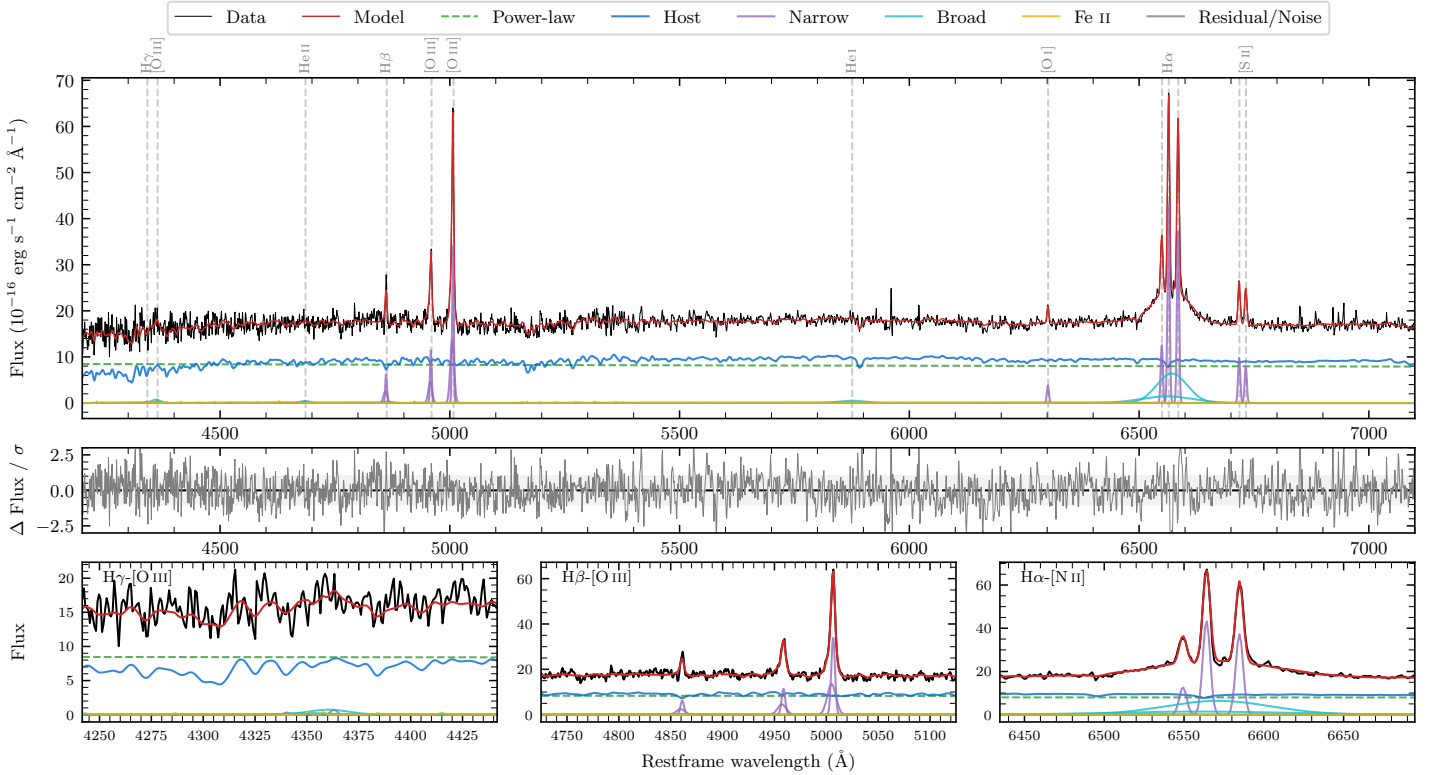 Data Model Power-law Host Narrow Broad Fe II Residual/Noise
Hγ [O III] He II Hβ [O III] [O III] He I [O I] Hα [S II]
Flux (10⁻¹⁶ erg s⁻¹ cm⁻² Å⁻¹)
70
60
50
40
30
20
10
0
4500 5000 5500 6000 6500 7000
Δ Flux / σ
2.5
0.0
−2.5
4500 5000 5500 6000 6500 7000
Flux
Hγ-[O III]
20
15
10
5
0
4250 4275 4300 4325 4350 4375 4400 4425
Hβ-[O III]
60
40
20
0
4750 4800 4850 4900 4950 5000 5050 5100
Hα-[N II]
60
40
20
0
6450 6500 6550 6600 6650
Restframe wavelength (Å)